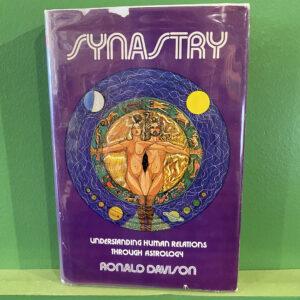 SYNASTRY
UNDERSTANDING HUMAN RELATIONS
THROUGH ASTROLOGY
RONALD DAVISON